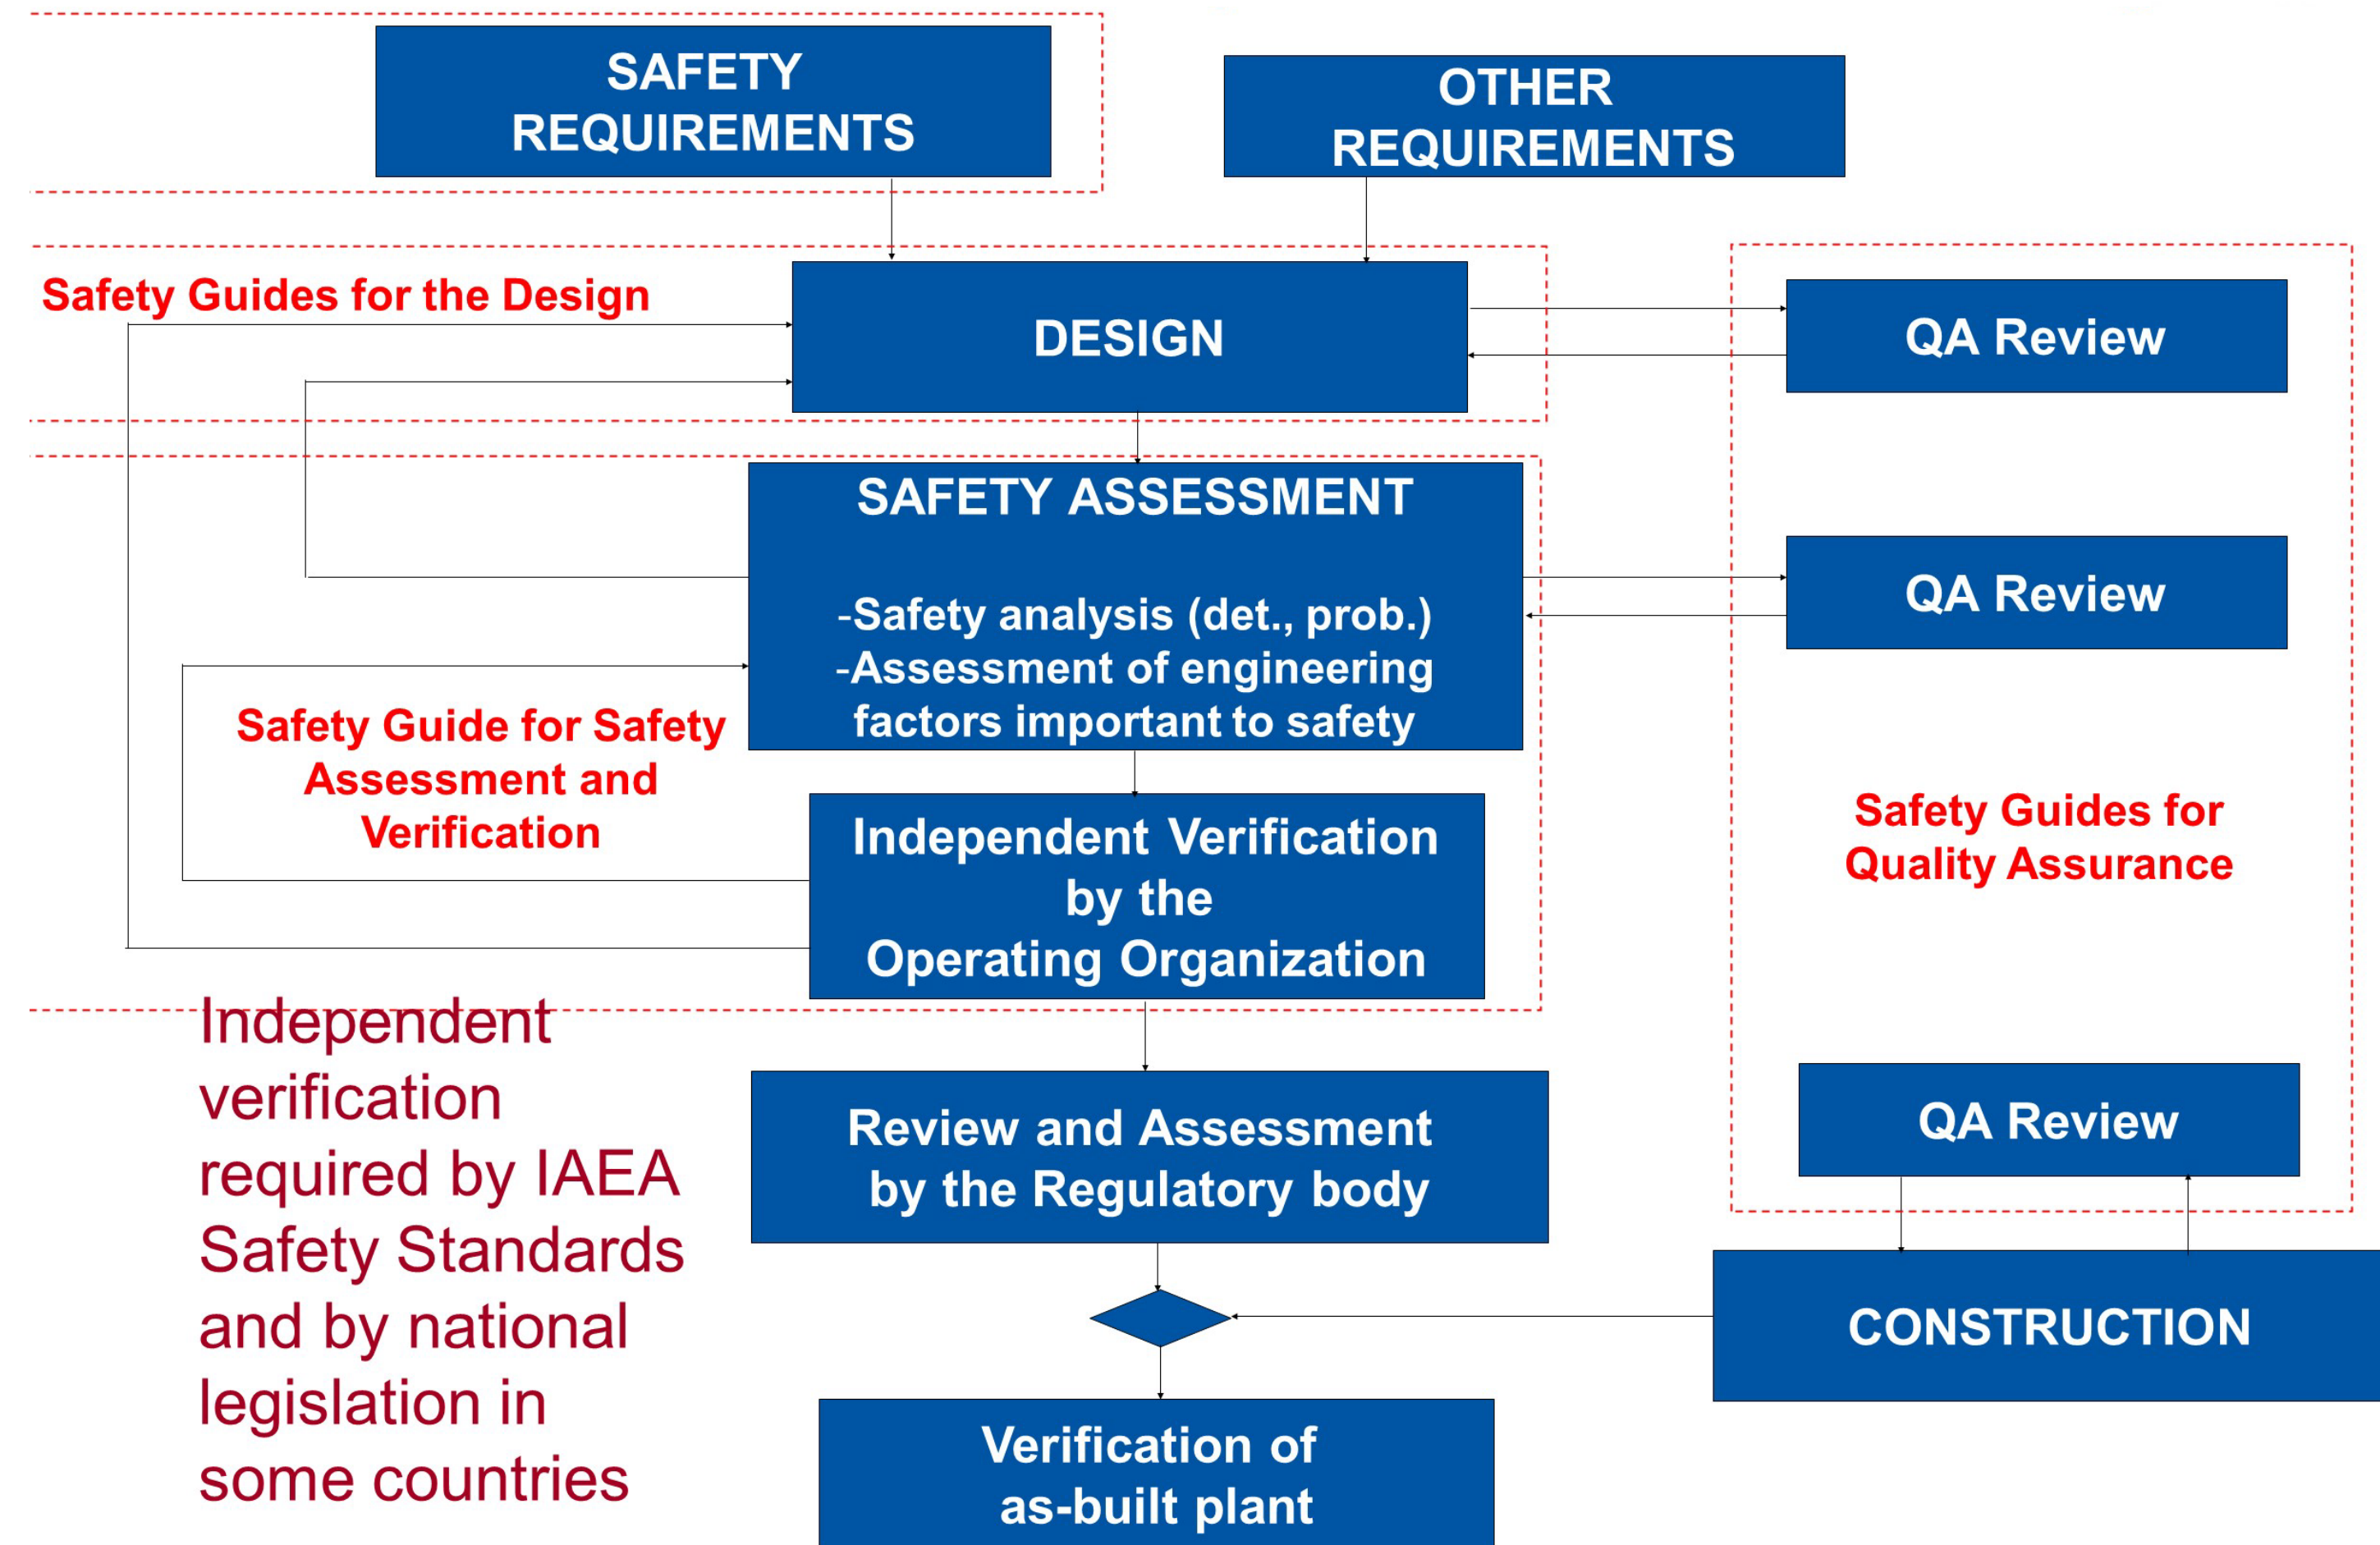 SAFETY
REQUIREMENTS
OTHER
REQUIREMENTS
Safety Guides for the Design
DESIGN
QA Review
SAFETY ASSESSMENT
-Safety analysis (det., prob.)
-Assessment of engineering
factors important to safety
QA Review
Safety Guide for Safety
Assessment and
Verification
Safety Guides for
Quality Assurance
Independent Verification
by the
Operating Organization
Independent
verification
required by IAEA
Safety Standards
and by national
legislation in
some countries
Review and Assessment
by the Regulatory body
QA Review
CONSTRUCTION
Verification of
as-built plant